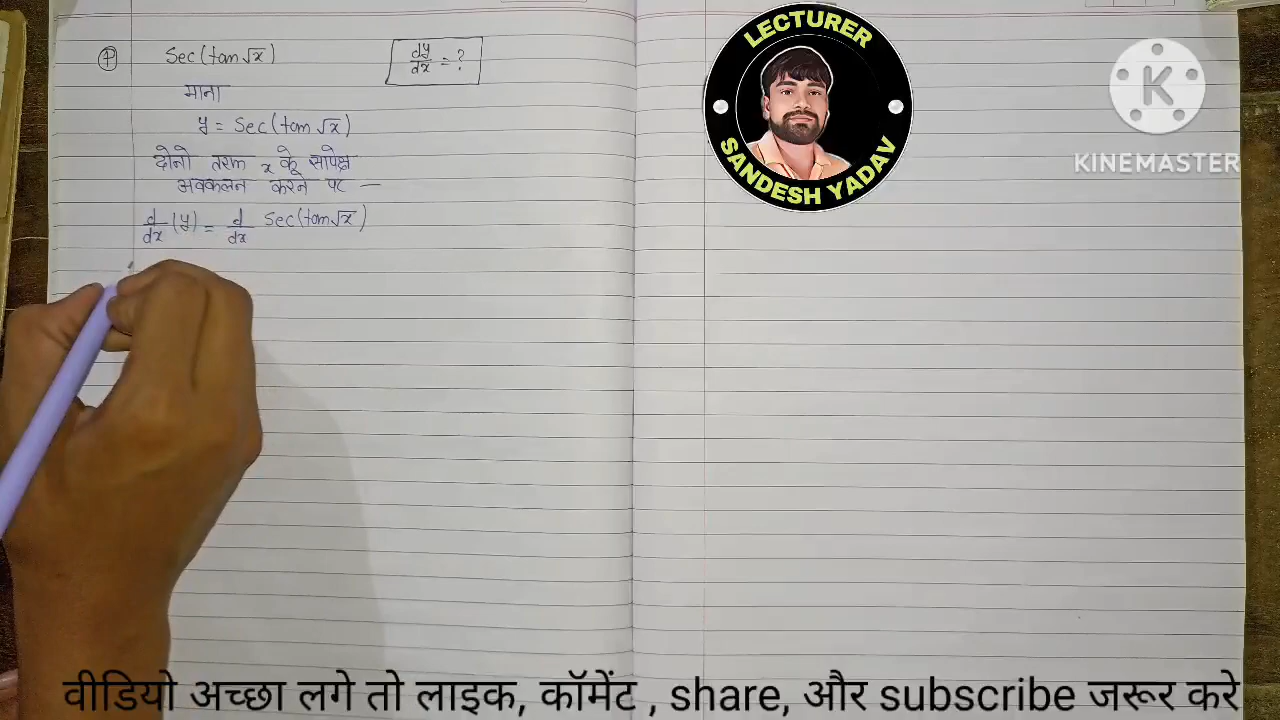 ④ Sec(tan√x)
dy/dx = ?
माना
y = Sec(tan√x)
दोनो तरफ x के सापेक्ष
अवकलन करने पर —
d/dx (y) = d/dx Sec(tan√x)
LECTURER
SANDESH YADAV
K
KINEMASTER
वीडियो अच्छा लगे तो लाइक, कॉमेंट , share, और subscribe जरूर करे